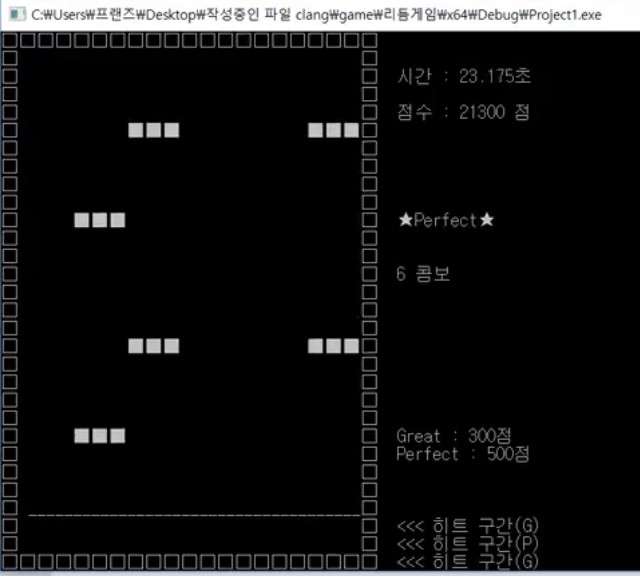 C:₩Users₩프랜즈₩Desktop₩작성중인 파일 clang₩game₩리듬게임₩x64₩Debug₩Project1.exe
시간 : 23.175초
점수 : 21300 점
★Perfect★
6 콤보
Great : 300점
Perfect : 500점
<<< 히트 구간(G)
<<< 히트 구간(P)
<<< 히트 구간(G)